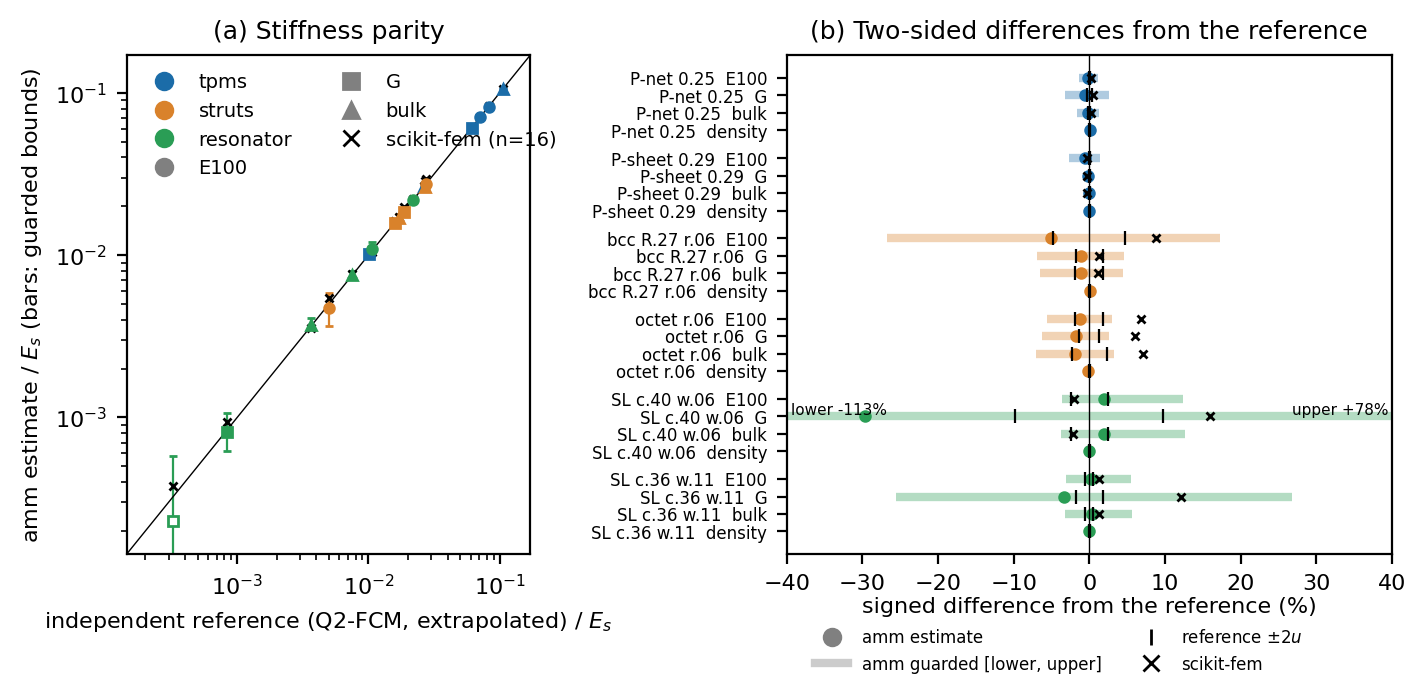 (a) Stiffness parity
amm estimate / E_s (bars: guarded bounds)
10^-1
10^-2
10^-3
tpms
struts
resonator
E100
G
bulk
scikit-fem (n=16)
10^-3
10^-2
10^-1
independent reference (Q2-FCM, extrapolated) / E_s
(b) Two-sided differences from the reference
P-net 0.25 E100
P-net 0.25 G
P-net 0.25 bulk
P-net 0.25 density
P-sheet 0.29 E100
P-sheet 0.29 G
P-sheet 0.29 bulk
P-sheet 0.29 density
bcc R.27 r.06 E100
bcc R.27 r.06 G
bcc R.27 r.06 bulk
bcc R.27 r.06 density
octet r.06 E100
octet r.06 G
octet r.06 bulk
octet r.06 density
SL c.40 w.06 E100
SL c.40 w.06 G
lower -113%
upper +78%
SL c.40 w.06 bulk
SL c.40 w.06 density
SL c.36 w.11 E100
SL c.36 w.11 G
SL c.36 w.11 bulk
SL c.36 w.11 density
−40 −30 −20 −10 0 10 20 30 40
signed difference from the reference (%)
amm estimate
amm guarded [lower, upper]
reference ±2u
scikit-fem